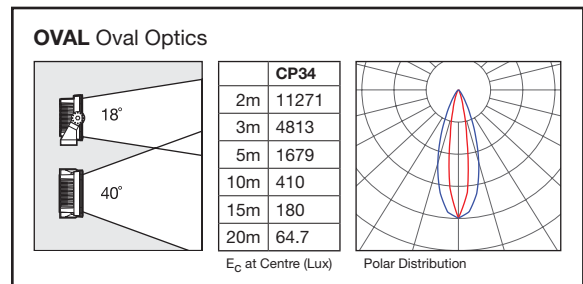 OVAL Oval Optics
18°
40°
CP34
2m 11271
3m 4813
5m 1679
10m 410
15m 180
20m 64.7
EC at Centre (Lux)
Polar Distribution